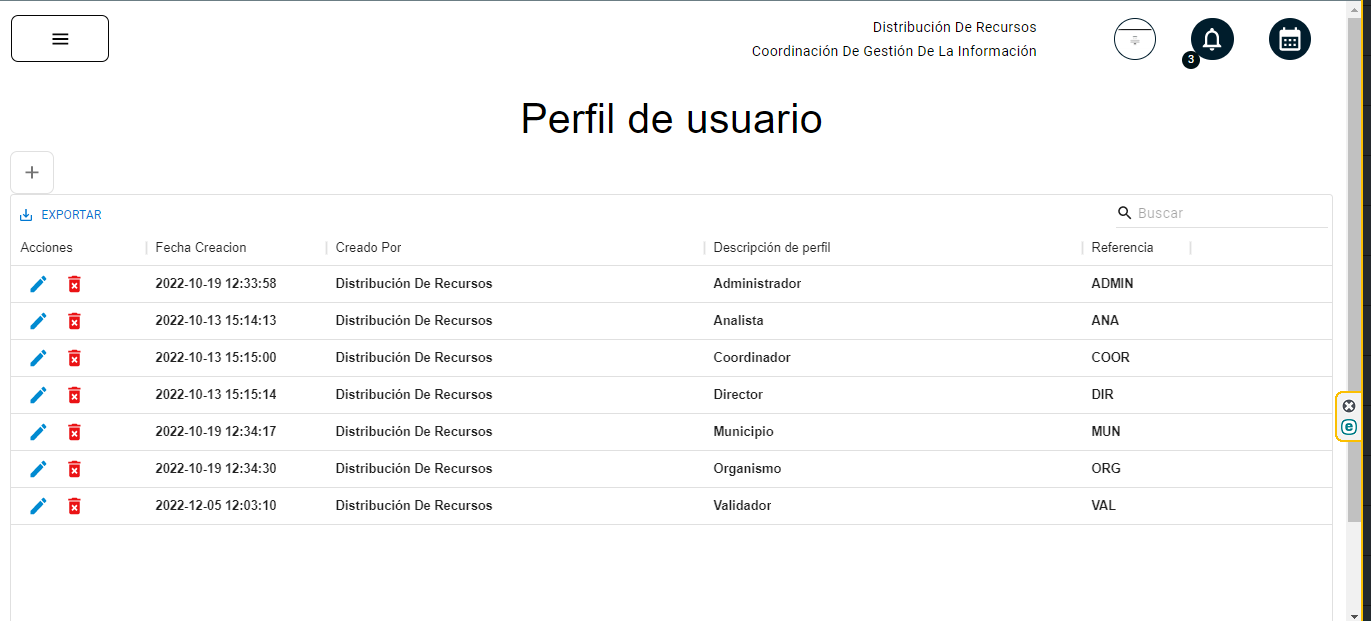 Distribución De Recursos
Coordinación De Gestión De La Información
3
Perfil de usuario
EXPORTAR
Buscar
Acciones Fecha Creacion Creado Por Descripción de perfil Referencia
2022-10-19 12:33:58 Distribución De Recursos Administrador ADMIN
2022-10-13 15:14:13 Distribución De Recursos Analista ANA
2022-10-13 15:15:00 Distribución De Recursos Coordinador COOR
2022-10-13 15:15:14 Distribución De Recursos Director DIR
2022-10-19 12:34:17 Distribución De Recursos Municipio MUN
2022-10-19 12:34:30 Distribución De Recursos Organismo ORG
2022-12-05 12:03:10 Distribución De Recursos Validador VAL